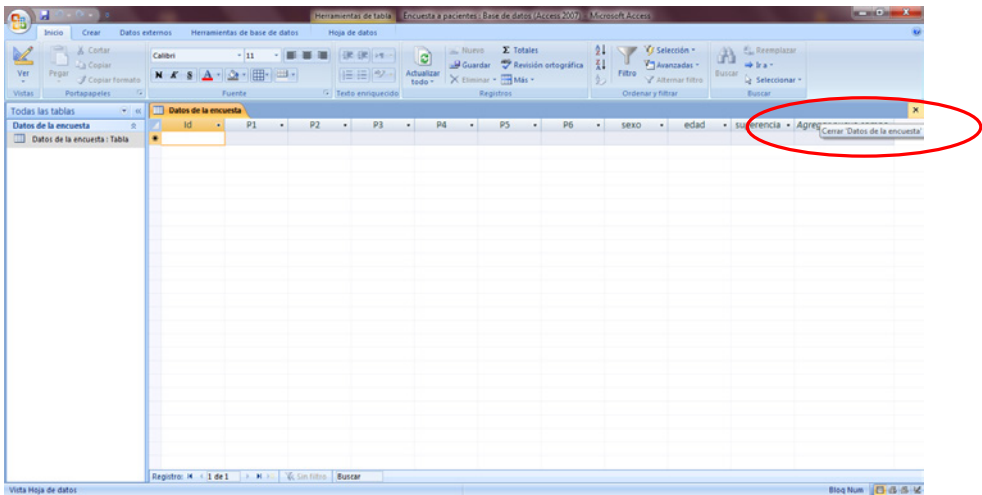 Herramientas de tabla Encuesta a pacientes : Base de datos (Access 2007) - Microsoft Access
Inicio Crear Datos externos Herramientas de base de datos Hoja de datos
Ver
Pegar
Cortar
Copiar
Copiar formato
Calibri 11
N K S A
Actualizar todo
Nuevo
Guardar
Eliminar
Σ Totales
Revisión ortográfica
Más
Filtro
Selección
Avanzadas
Alternar filtro
Buscar
Reemplazar
Ir a
Seleccionar
Vistas Portapapeles Fuente Texto enriquecido Registros Ordenar y filtrar Buscar
Todas las tablas
Datos de la encuesta
Datos de la encuesta
Datos de la encuesta : Tabla
Id P1 P2 P3 P4 P5 P6 sexo edad sugerencia Agregar nuevo campo
Cerrar 'Datos de la encuesta'
Registro: 1 de 1 Sin filtro Buscar
Vista Hoja de datos Bloq Num